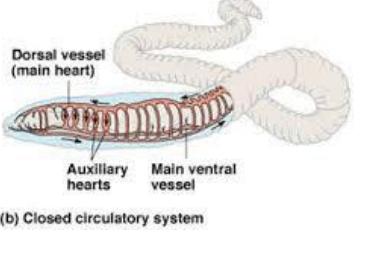 Dorsal vessel
(main heart)
Auxiliary
hearts
Main ventral
vessel
(b) Closed circulatory system